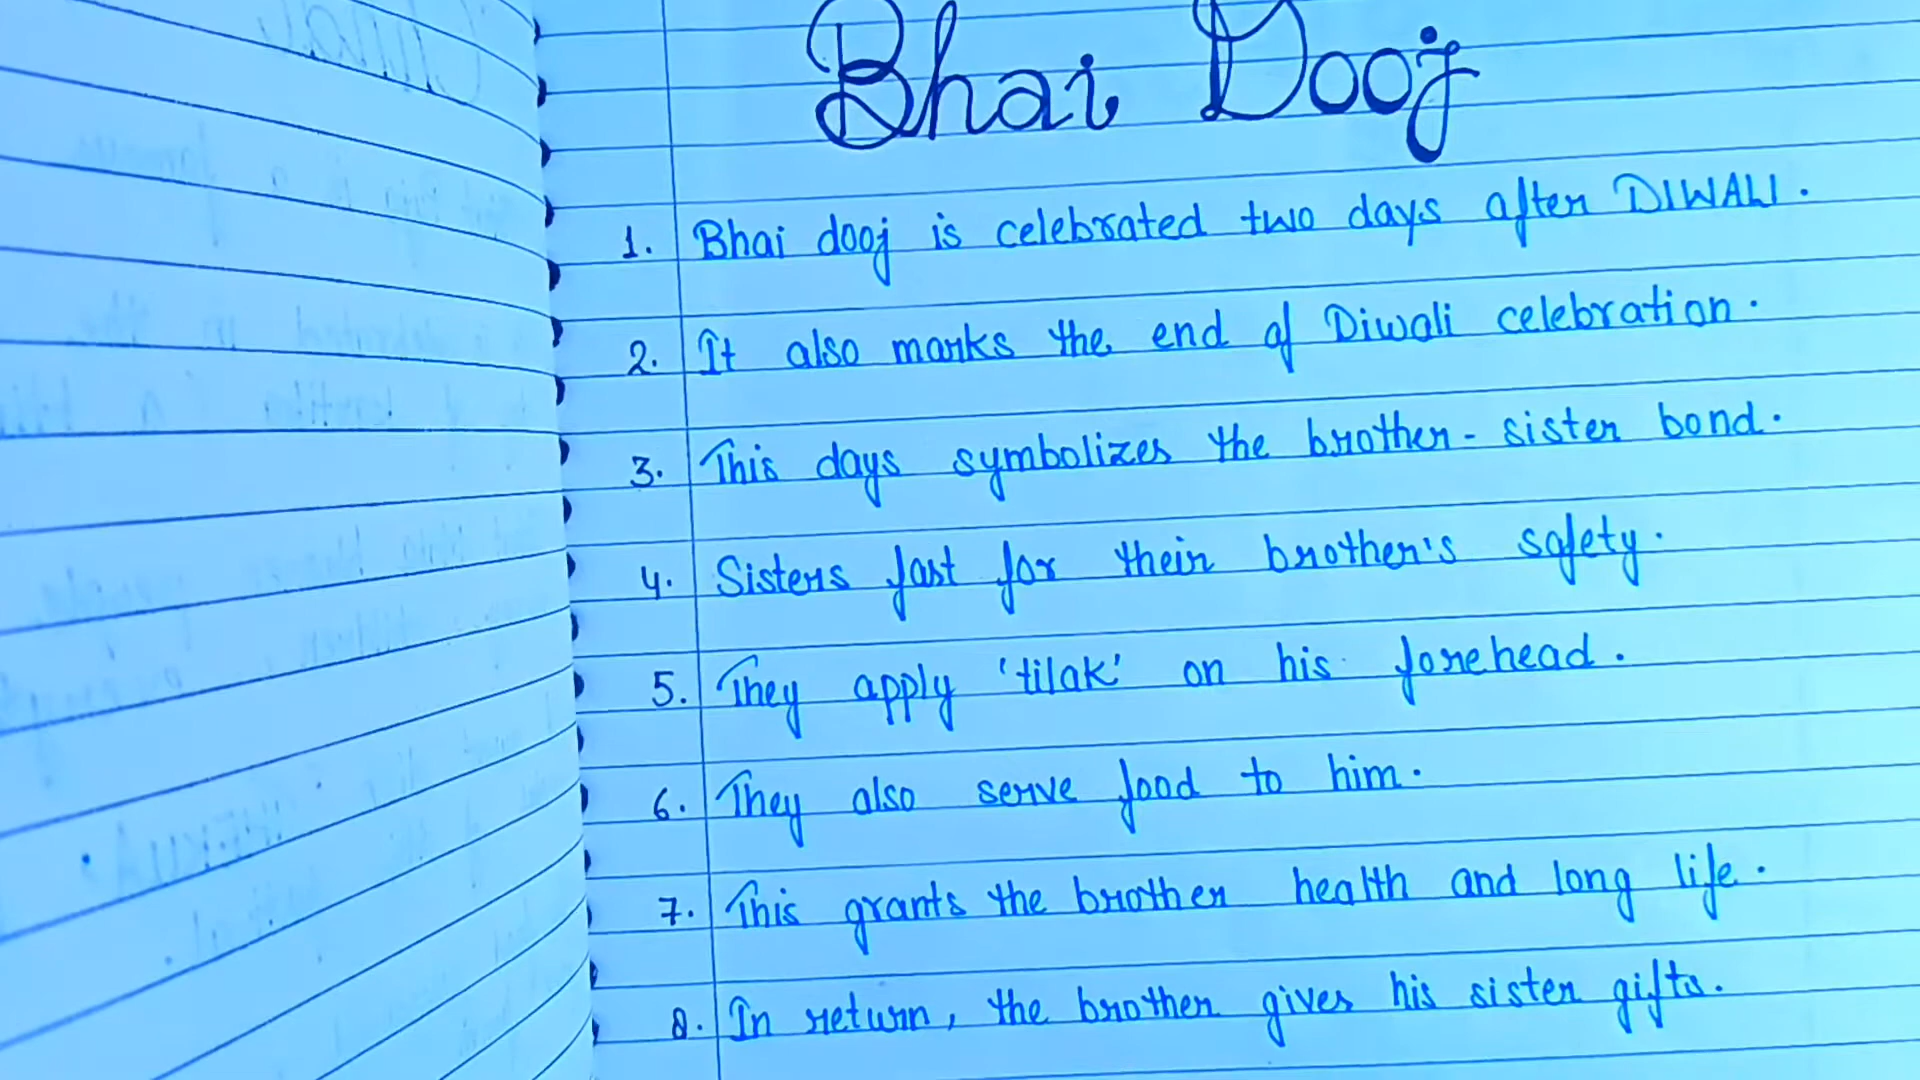 Bhai Dooj
1. Bhai dooj is celebrated two days after DIWALI.
2. It also marks the end of Diwali celebration.
3. This days symbolizes the brother-sister bond.
4. Sisters fast for their brother's safety.
5. They apply 'tilak' on his forehead.
6. They also serve food to him.
7. This grants the brother health and long life.
8. In return, the brother gives his sister gifts.